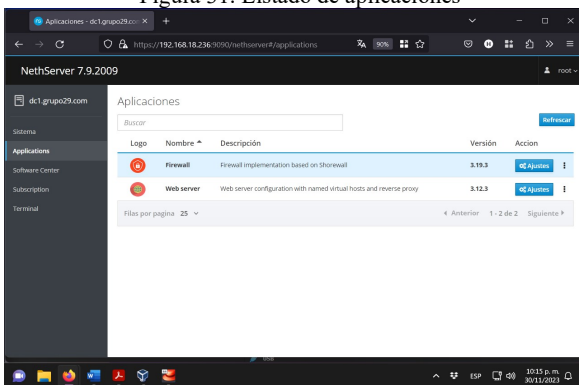 Figura 31. Listado de aplicaciones
Aplicaciones - dc1.grupo29.con
https://192.168.18.236:9090/nethserver#/applications
90%
NethServer 7.9.2009
root
dc1.grupo29.com
Sistema
Applications
Software Center
Subscription
Terminal
Aplicaciones
Buscar
Refrescar
Logo Nombre Descripción Versión Accion
Firewall Firewall implementation based on Shorewall 3.19.3 Ajustes
Web server Web server configuration with named virtual hosts and reverse proxy 3.12.3 Ajustes
Filas por pagina 25 Anterior 1 - 2 de 2 Siguiente
ESP
10:15 p. m.
30/11/2023